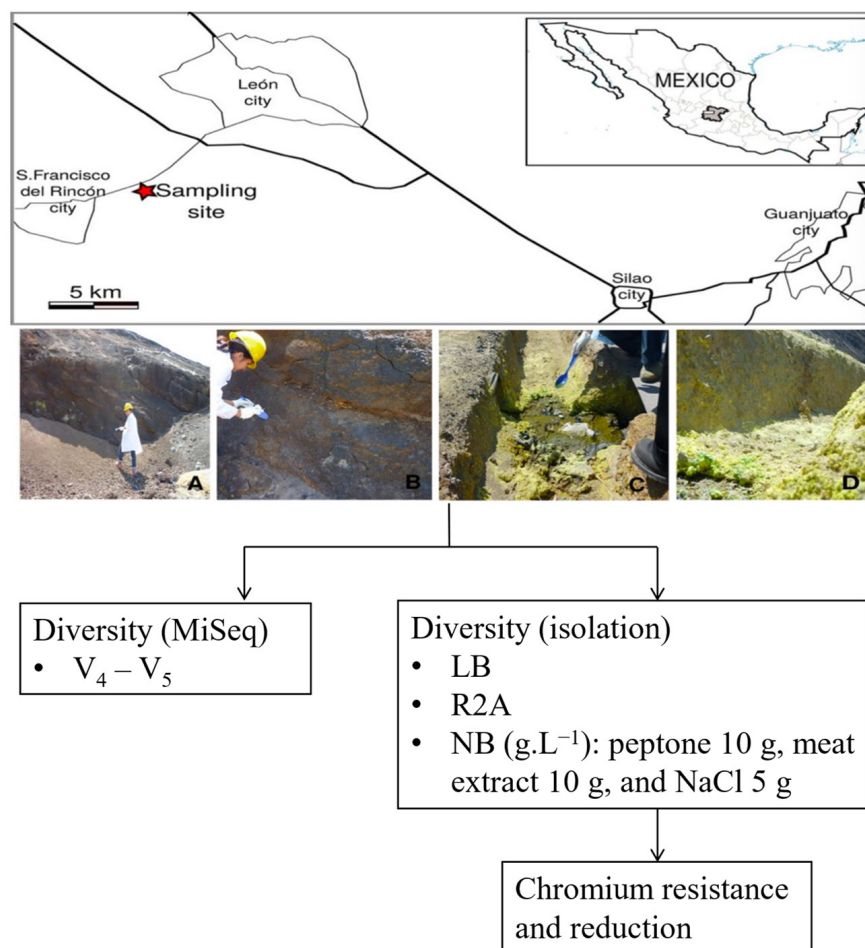 León
city
MEXICO
S.Francisco
del Rincón
city
Sampling
site
Guanjuato
city
Silao
city
5 km
A
B
C
D
Diversity (MiSeq)
• V₄ – V₅
Diversity (isolation)
• LB
• R2A
• NB (g.L⁻¹): peptone 10 g, meat
extract 10 g, and NaCl 5 g
Chromium resistance
and reduction